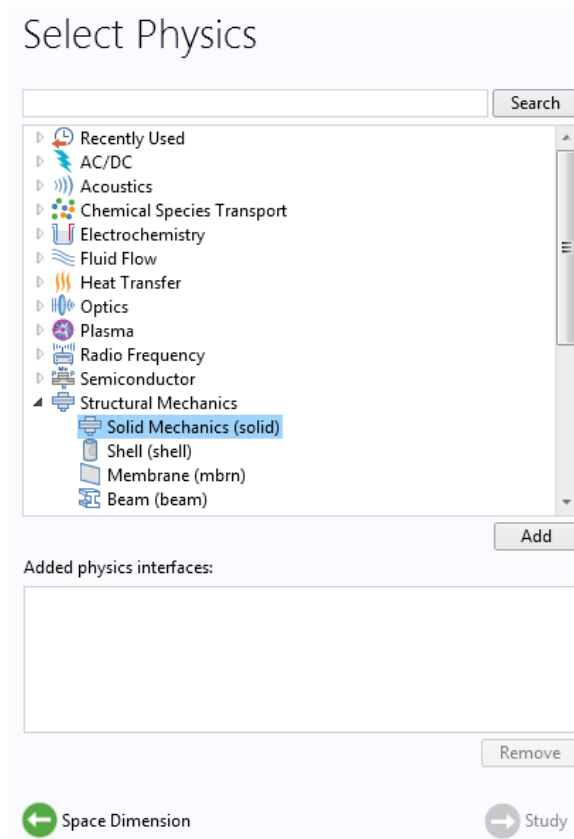 Select Physics
Search
Recently Used
AC/DC
Acoustics
Chemical Species Transport
Electrochemistry
Fluid Flow
Heat Transfer
Optics
Plasma
Radio Frequency
Semiconductor
Structural Mechanics
Solid Mechanics (solid)
Shell (shell)
Membrane (mbrn)
Beam (beam)
Add
Added physics interfaces:
Remove
Space Dimension
Study